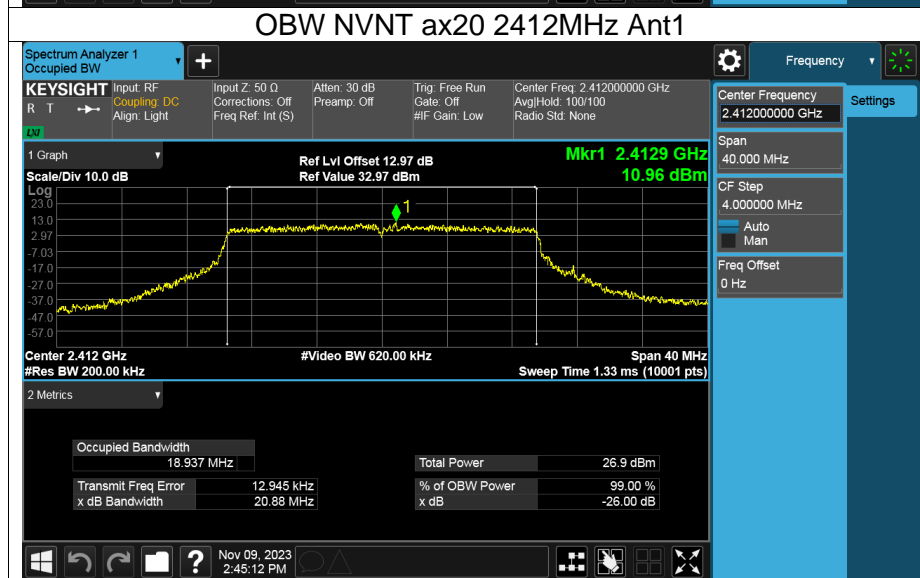 OBW NVNT ax20 2412MHz Ant1
Spectrum Analyzer 1
Occupied BW
+
Frequency
KEYSIGHT
R T
LXI
Input: RF
Coupling: DC
Align: Light
Input Z: 50 Ω
Corrections: Off
Freq Ref: Int (S)
Atten: 30 dB
Preamp: Off
Trig: Free Run
Gate: Off
#IF Gain: Low
Center Freq: 2.412000000 GHz
Avg|Hold: 100/100
Radio Std: None
Center Frequency
2.412000000 GHz
Settings
Span
40.000 MHz
CF Step
4.000000 MHz
Auto
Man
Freq Offset
0 Hz
1 Graph
Scale/Div 10.0 dB
Ref Lvl Offset 12.97 dB
Ref Value 32.97 dBm
Mkr1 2.4129 GHz
10.96 dBm
Log
23.0
13.0
2.97
-7.03
-17.0
-27.0
-37.0
-47.0
-57.0
1
Center 2.412 GHz
#Res BW 200.00 kHz
#Video BW 620.00 kHz
Span 40 MHz
Sweep Time 1.33 ms (10001 pts)
2 Metrics
Occupied Bandwidth
18.937 MHz
Transmit Freq Error 12.945 kHz
x dB Bandwidth 20.88 MHz
Total Power 26.9 dBm
% of OBW Power 99.00 %
x dB -26.00 dB
?
Nov 09, 2023
2:45:12 PM